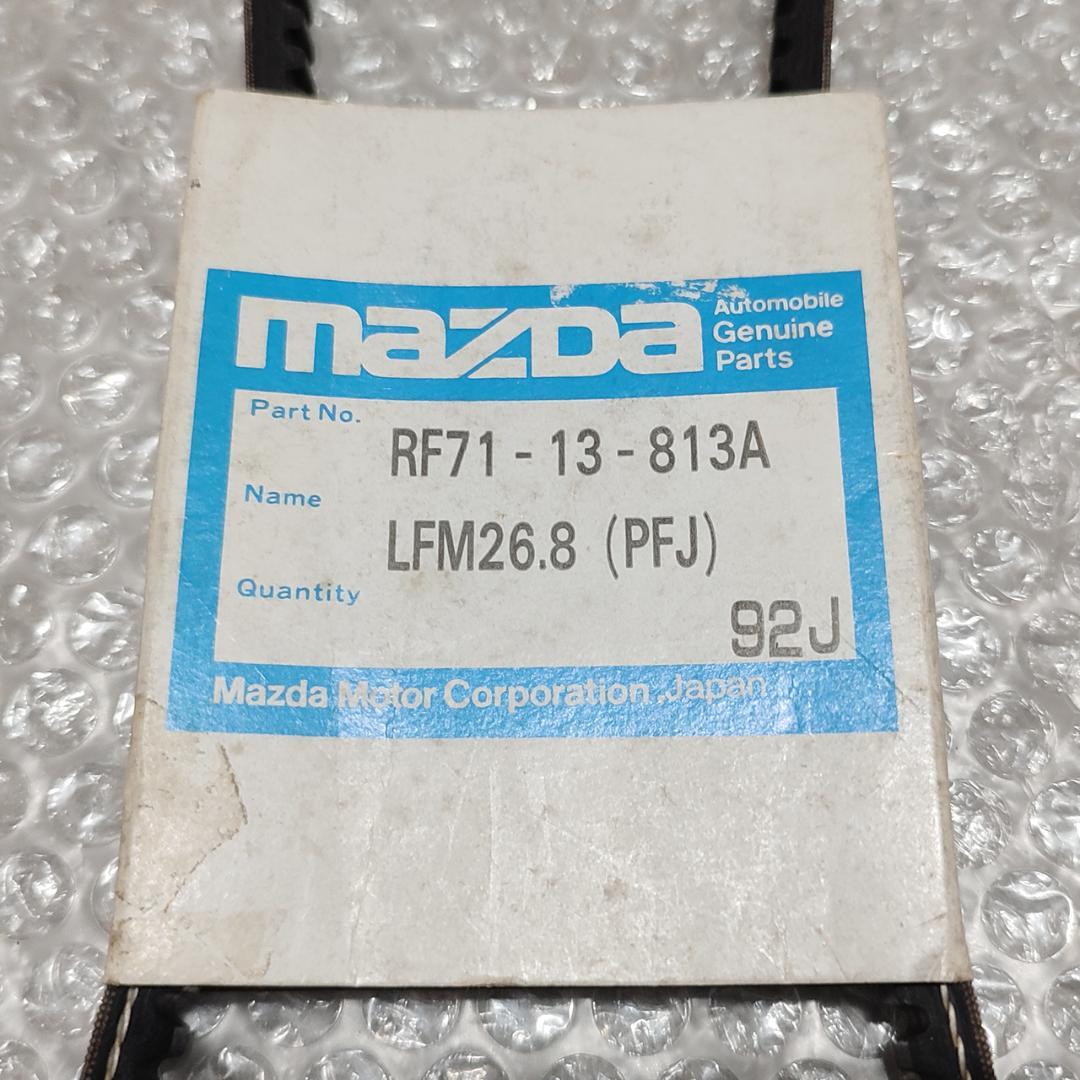 mazda
Automobile
Genuine
Parts
Part No.
RF71-13-813A
Name
LFM26.8 (PFJ)
Quantity
92J
Mazda Motor Corporation,Japan